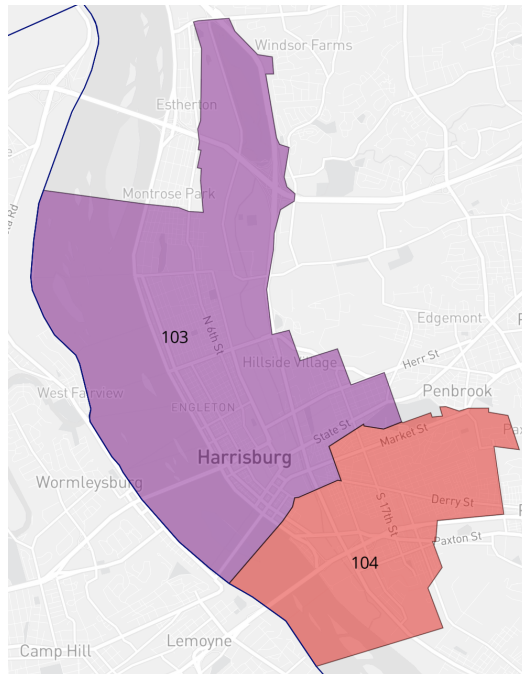 Windsor Farms
Estherton
Montrose Park
N 6th St
103
Edgemont
Hillside Village
Herr St
West Fairview
ENGLETON
Penbrook
State St
Market St
Harrisburg
Wormleysburg
Derry St
S 17th St
Paxton St
104
Lemoyne
Camp Hill